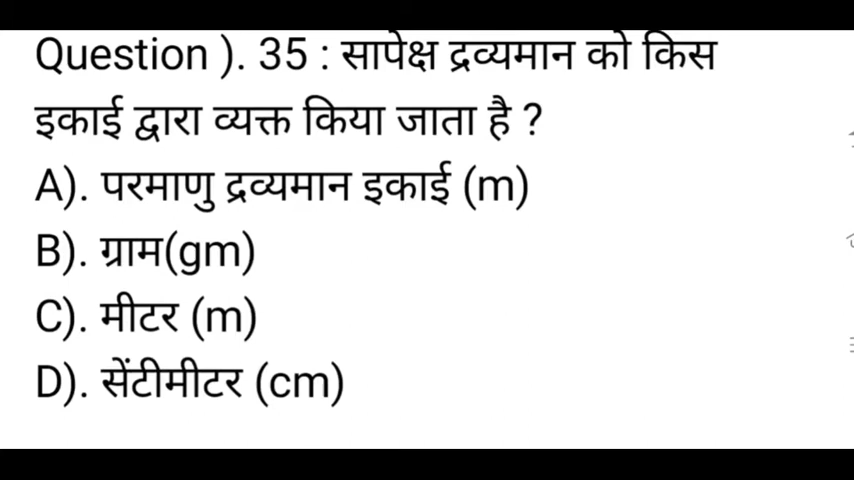 Question ). 35 : सापेक्ष द्रव्यमान को किस
इकाई द्वारा व्यक्त किया जाता है ?
A). परमाणु द्रव्यमान इकाई (m)
B). ग्राम(gm)
C). मीटर (m)
D). सेंटीमीटर (cm)